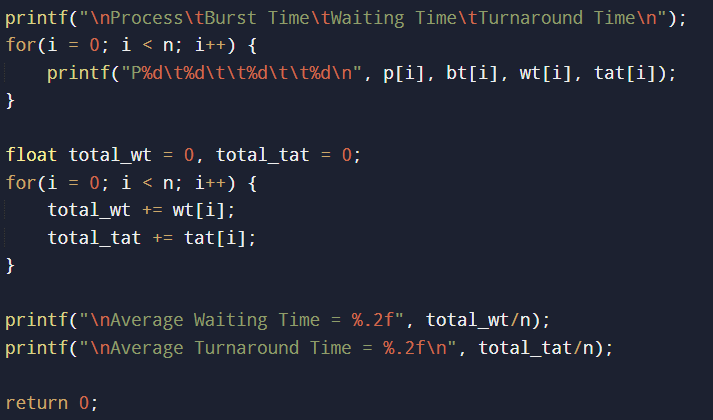 printf("\nProcess\tBurst Time\tWaiting Time\tTurnaround Time\n");
for(i = 0; i < n; i++) {
    printf("P%d\t%d\t\t%d\t\t%d\n", p[i], bt[i], wt[i], tat[i]);
}

float total_wt = 0, total_tat = 0;
for(i = 0; i < n; i++) {
    total_wt += wt[i];
    total_tat += tat[i];
}

printf("\nAverage Waiting Time = %.2f", total_wt/n);
printf("\nAverage Turnaround Time = %.2f\n", total_tat/n);

return 0;